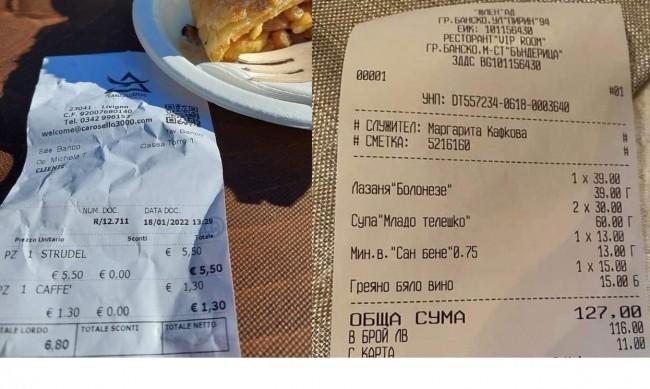 23041 Livigno
C.F. 92007680140
Tel. 0342 996152
welcome@carosello3000.com
Banco
Cassa Torre 1
Op. Michela T
CLIENTE
NUM. DOC. DATA DOC.
R/12.711 18/01/2022 13:29
Prezzo Unitario Sconti Totale
PZ 1 STRUDEL € 5,50
€ 5,50 € 0,00 € 5,50
PZ 1 CAFFE' € 1,30
€ 1,30 € 0,00 € 1,30
TALE LORDO TOTALE SCONTI TOTALE NETTO
6,80
ГР.БАНСКО,УЛ"ПИРИН"94
ЕИК: 101156430
РЕСТОРАНТ"VIP ROOM"
ГР.БАНСКО,М-СТ"БЪНДЕРИЦА"
ЗДДС BG101156430
00001 #01
УНП: DT557234-0618-0003640
# СЛУЖИТЕЛ: Маргарита Кафкова #
# СМЕТКА: 5216160 #
1 x 39.00
Лазаня"Болонезе" 39.00 Г
2 x 30.00
Супа"Младо телешко" 60.00 Г
1 x 13.00
Мин.в."Сан бене"0.75 13.00 Г
1 x 15.00
Греяно бяло вино 15.00 Б
ОБЩА СУМА 127,00
В БРОЙ ЛВ 116.00
С КАРТА 11.00